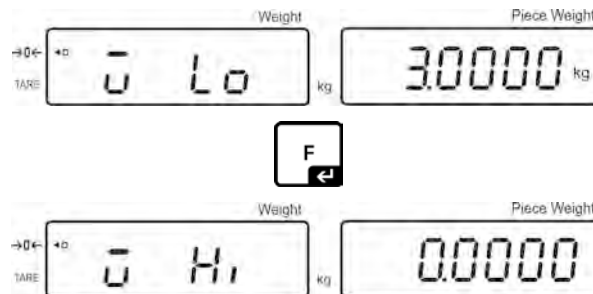 Weight Piece Weight
→0← ū Lo 3.0000 kg
TARE kg
F
Weight Piece Weight
→0← ū Hi 0.0000
TARE kg